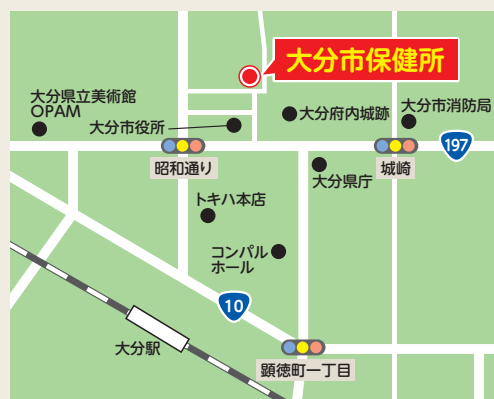 大分市保健所
大分県立美術館
OPAM
大分市役所
大分府内城跡
大分市消防局
昭和通り
城崎
197
大分県庁
トキハ本店
コンパル
ホール
10
大分駅
顕徳町一丁目